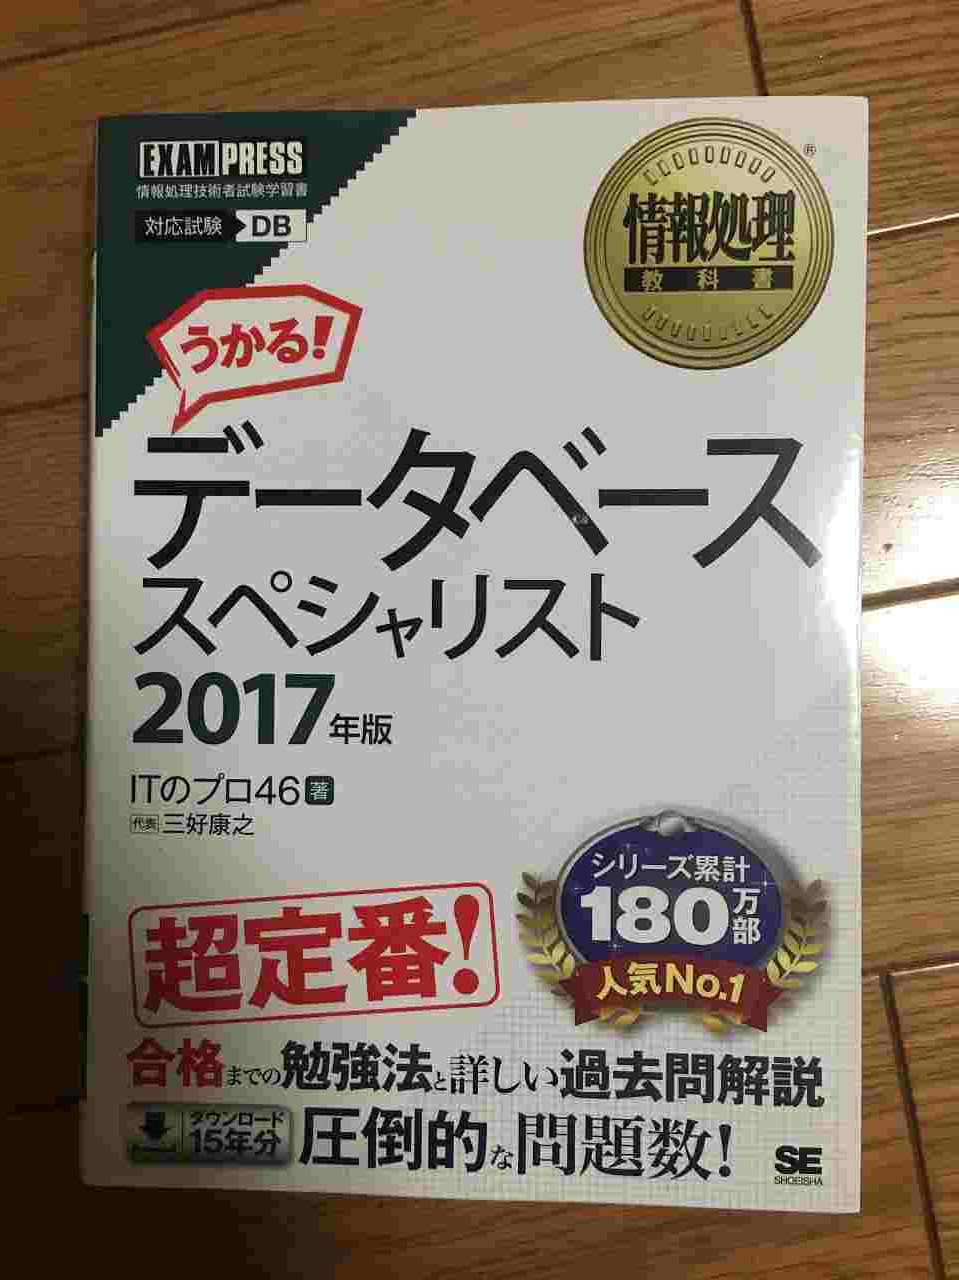 EXAMPRESS
情報処理技術者試験学習書
対応試験 DB
®
情報処理
教科書
うかる!
データベース
スペシャリスト
2017年版
ITのプロ46 著
代表 三好康之
シリーズ累計
180万部
人気No.1
超定番!
合格までの勉強法と詳しい過去問解説
ダウンロード
15年分
圧倒的な問題数!
SE
SHOEISHA